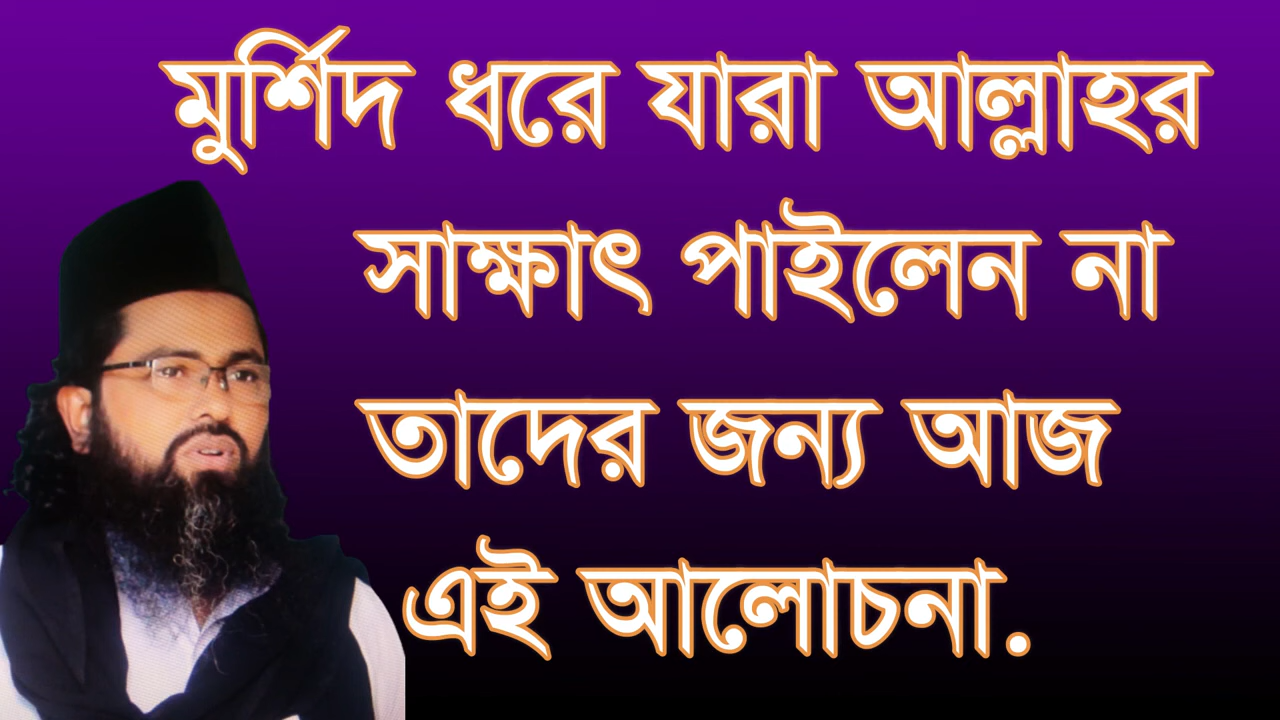 মুর্শিদ ধরে যারা আল্লাহর
সাক্ষাৎ পাইলেন না
তাদের জন্য আজ
এই আলোচনা.